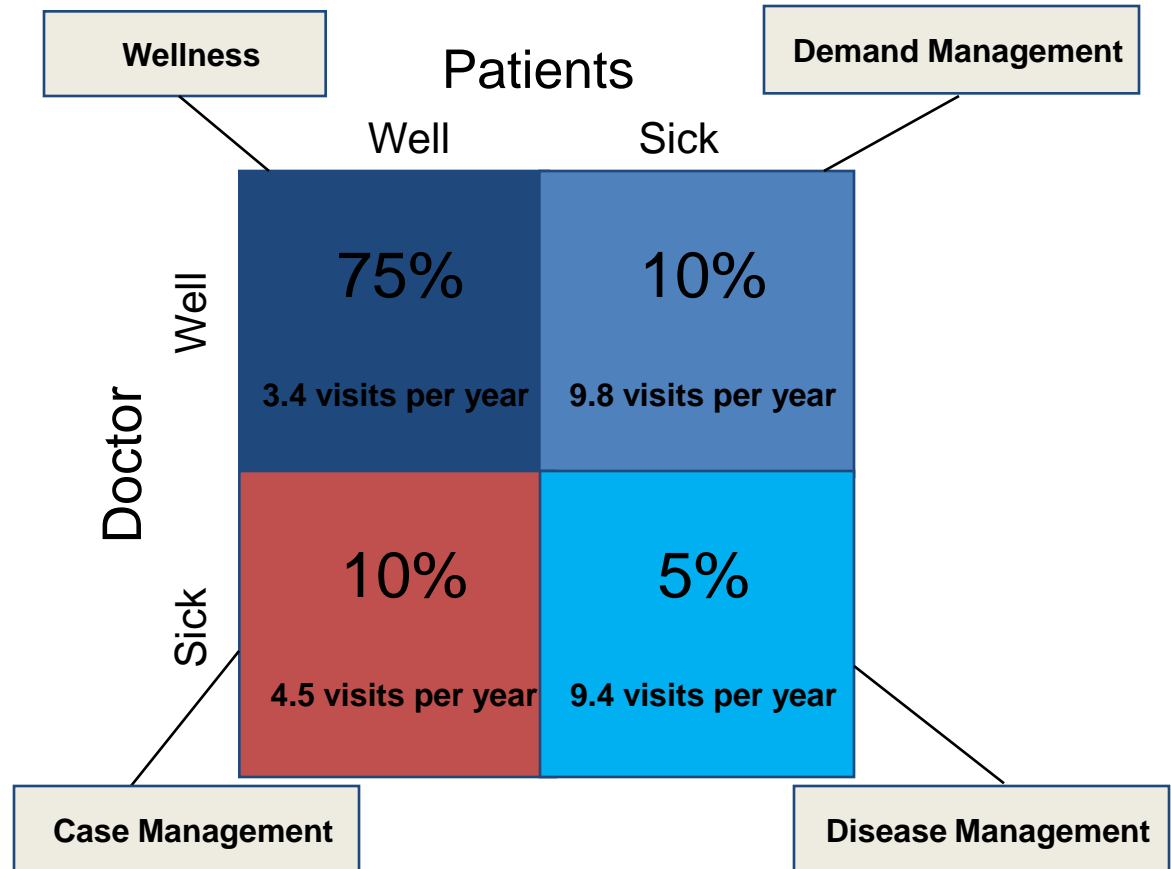 Wellness
Demand Management
Patients
Well
Sick
Doctor
Well
75%
10%
3.4 visits per year
9.8 visits per year
Sick
10%
5%
4.5 visits per year
9.4 visits per year
Case Management
Disease Management